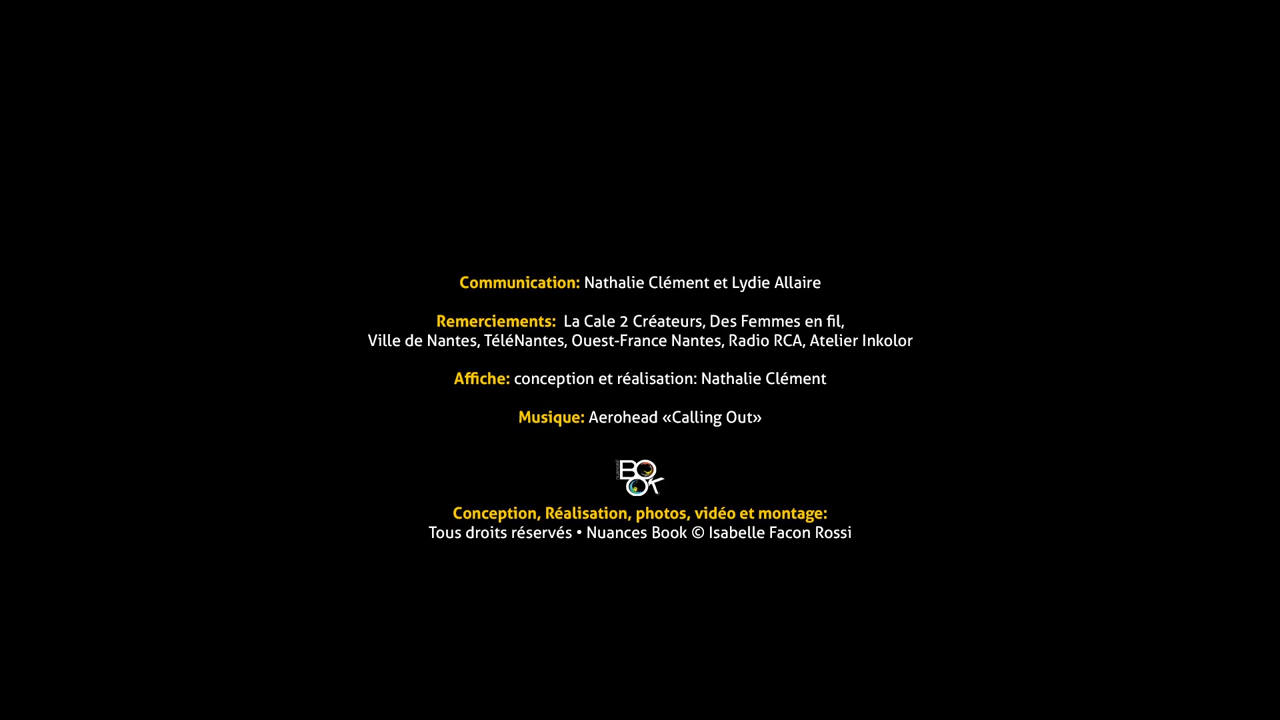 Communication: Nathalie Clément et Lydie Allaire
Remerciements: La Cale 2 Créateurs, Des Femmes en fil,
Ville de Nantes, TéléNantes, Ouest-France Nantes, Radio RCA, Atelier Inkolor
Affiche: conception et réalisation: Nathalie Clément
Musique: Aerohead «Calling Out»
BOOK
Conception, Réalisation, photos, vidéo et montage:
Tous droits réservés • Nuances Book © Isabelle Facon Rossi